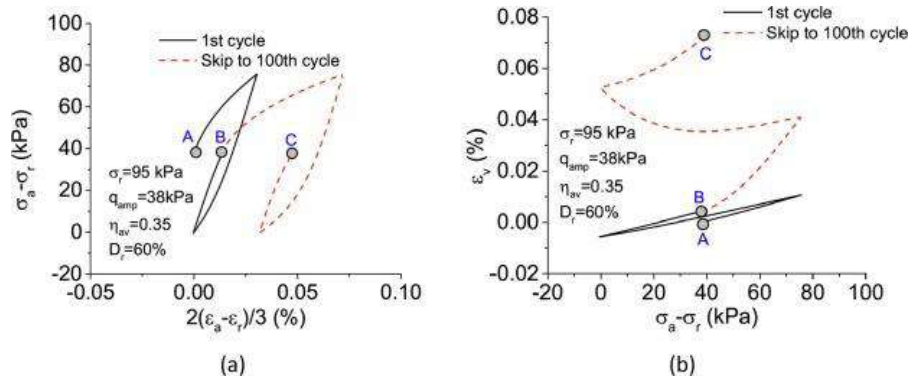 80
60
40
20
0
-20
-0.05
0.00
0.05
0.10
σa-σr (kPa)
2(εa-εr)/3 (%)
1st cycle
Skip to 100th cycle
A
B
C
σr=95 kPa
qamp=38kPa
ηav=0.35
Dr=60%
(a)
0.08
0.06
0.04
0.02
0.00
-0.02
-20
0
20
40
60
80
100
εv (%)
σa-σr (kPa)
1st cycle
Skip to 100th cycle
C
B
A
σr=95 kPa
qamp=38kPa
ηav=0.35
Dr=60%
(b)